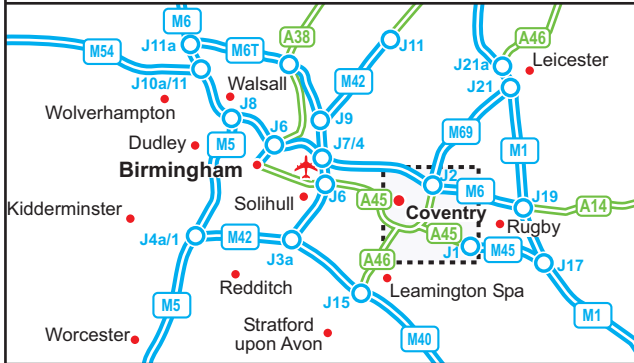 M6
A38
J11a
M6T
J11
A46
M54
J21a
Leicester
M42
J10a/11
Walsall
J21
Wolverhampton
J8
J9
J6
M69
Dudley
M5
J7/4
M1
Birmingham
J2
J6
M6
J19
A45
A14
Solihull
Coventry
Kidderminster
Rugby
A45
J4a/1
M42
J1
M45
J3a
J17
A46
Redditch
Leamington Spa
M5
J15
M1
Worcester
Stratford
upon Avon
M40